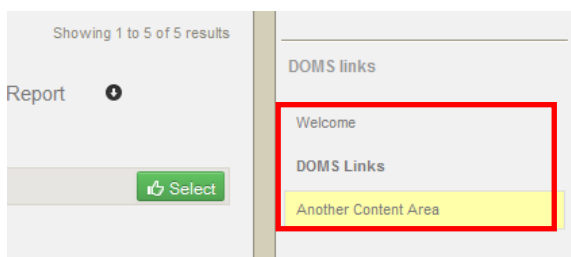 Showing 1 to 5 of 5 results
Report
Select
DOMS links
Welcome
DOMS Links
Another Content Area